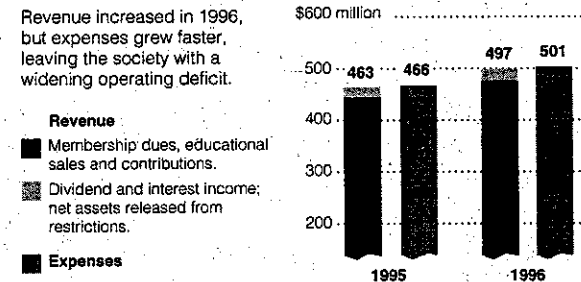 Revenue increased in 1996,
but expenses grew faster,
leaving the society with a
widening operating deficit.
Revenue
Membership dues, educational
sales and contributions.
Dividend and interest income;
net assets released from
restrictions.
Expenses
$600 million
500
400
300
200
463
466
497
501
1995
1996